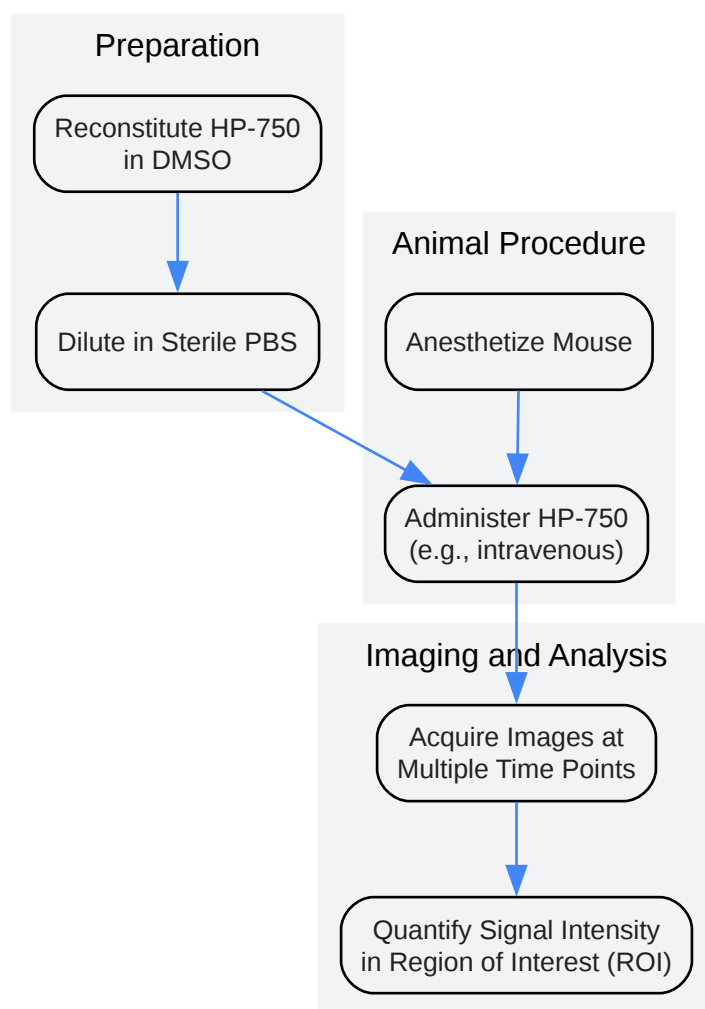 Preparation
Reconstitute HP-750
in DMSO
Dilute in Sterile PBS
Animal Procedure
Anesthetize Mouse
Administer HP-750
(e.g., intravenous)
Imaging and Analysis
Acquire Images at
Multiple Time Points
Quantify Signal Intensity
in Region of Interest (ROI)